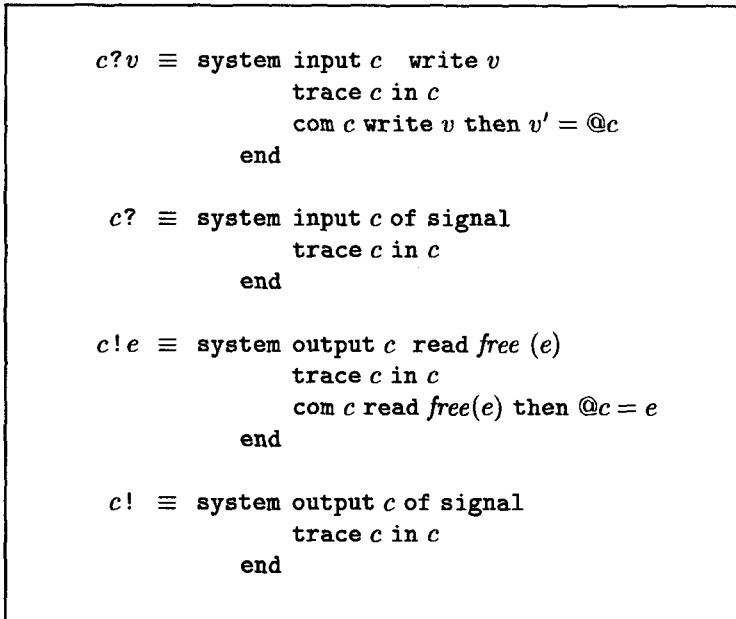 c?v ≡ system input c write v
trace c in c
com c write v then v′ = @c
end
c? ≡ system input c of signal
trace c in c
end
c!e ≡ system output c read free (e)
trace c in c
com c read free(e) then @c = e
end
c! ≡ system output c of signal
trace c in c
end